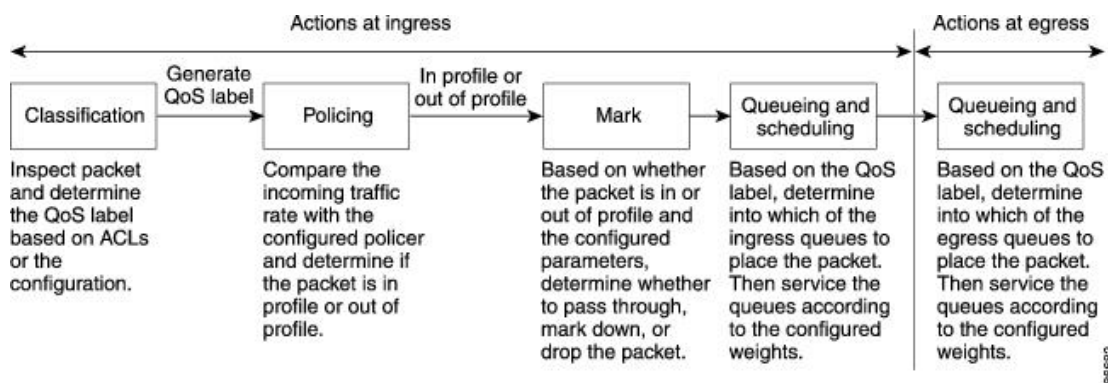 Actions at ingress
Actions at egress
Generate
QoS label
In profile or
out of profile
Classification
Policing
Mark
Queueing and
scheduling
Queueing and
scheduling
Inspect packet
and determine
the QoS label
based on ACLs
or the
configuration.
Compare the
incoming traffic
rate with the
configured policer
and determine if
the packet is in
profile or out of
profile.
Based on whether
the packet is in or
out of profile and
the configured
parameters,
determine whether
to pass through,
mark down, or
drop the packet.
Based on the QoS
label, determine
into which of the
ingress queues to
place the packet.
Then service the
queues according
to the configured
weights.
Based on the QoS
label, determine
into which of the
egress queues to
place the packet.
Then service the
queues according
to the configured
weights.